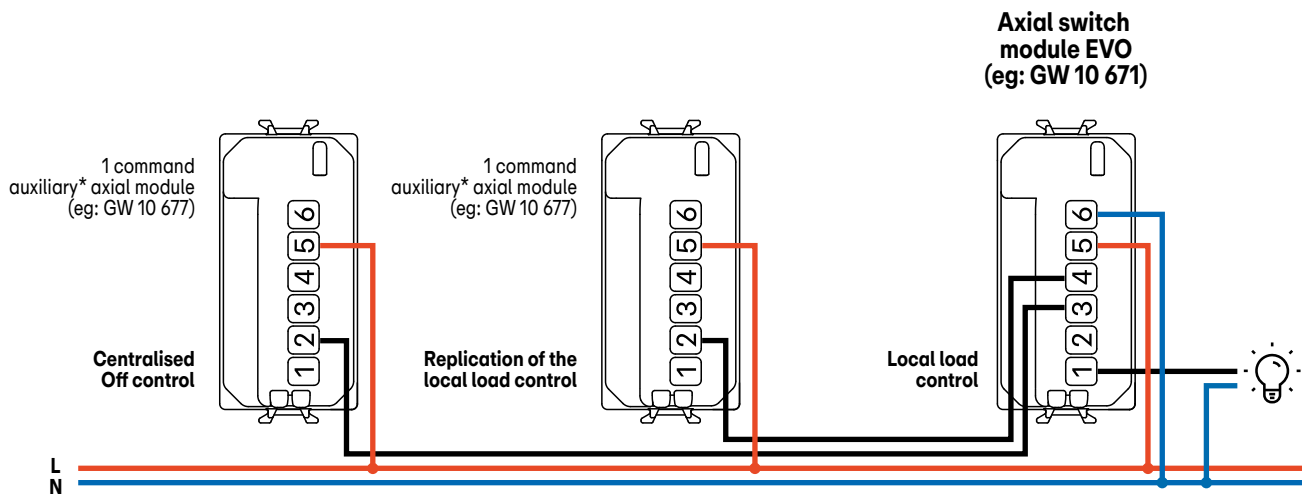 Axial switch
module EVO
(eg: GW 10 671)
1 command
auxiliary* axial module
(eg: GW 10 677)
6
5
4
3
2
1
Centralised
Off control
1 command
auxiliary* axial module
(eg: GW 10 677)
6
5
4
3
2
1
Replication of the
local load control
6
5
4
3
2
1
Local load
control
L
N